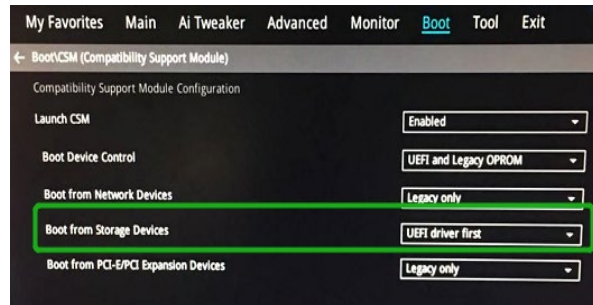 My Favorites Main Ai Tweaker Advanced Monitor Boot Tool Exit
← Boot\CSM (Compatibility Support Module)
Compatibility Support Module Configuration
Launch CSM Enabled
Boot Device Control UEFI and Legacy OPROM
Boot from Network Devices Legacy only
Boot from Storage Devices UEFI driver first
Boot from PCI-E/PCI Expansion Devices Legacy only